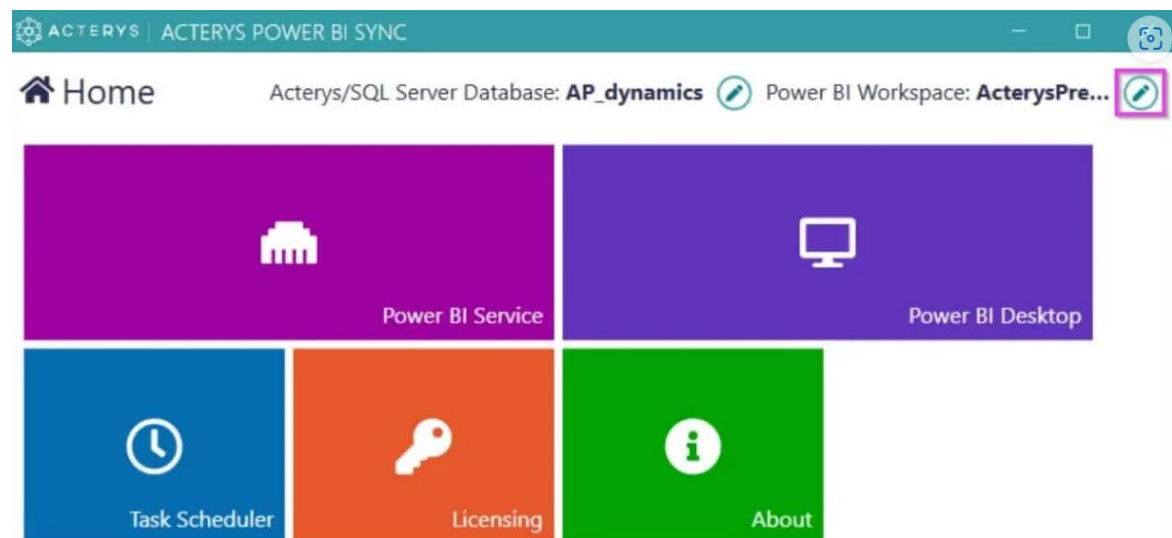 ACTERYS | ACTERYS POWER BI SYNC
Home
Acterys/SQL Server Database: AP_dynamics
Power BI Workspace: ActerysPre...
Power BI Service
Power BI Desktop
Task Scheduler
Licensing
About